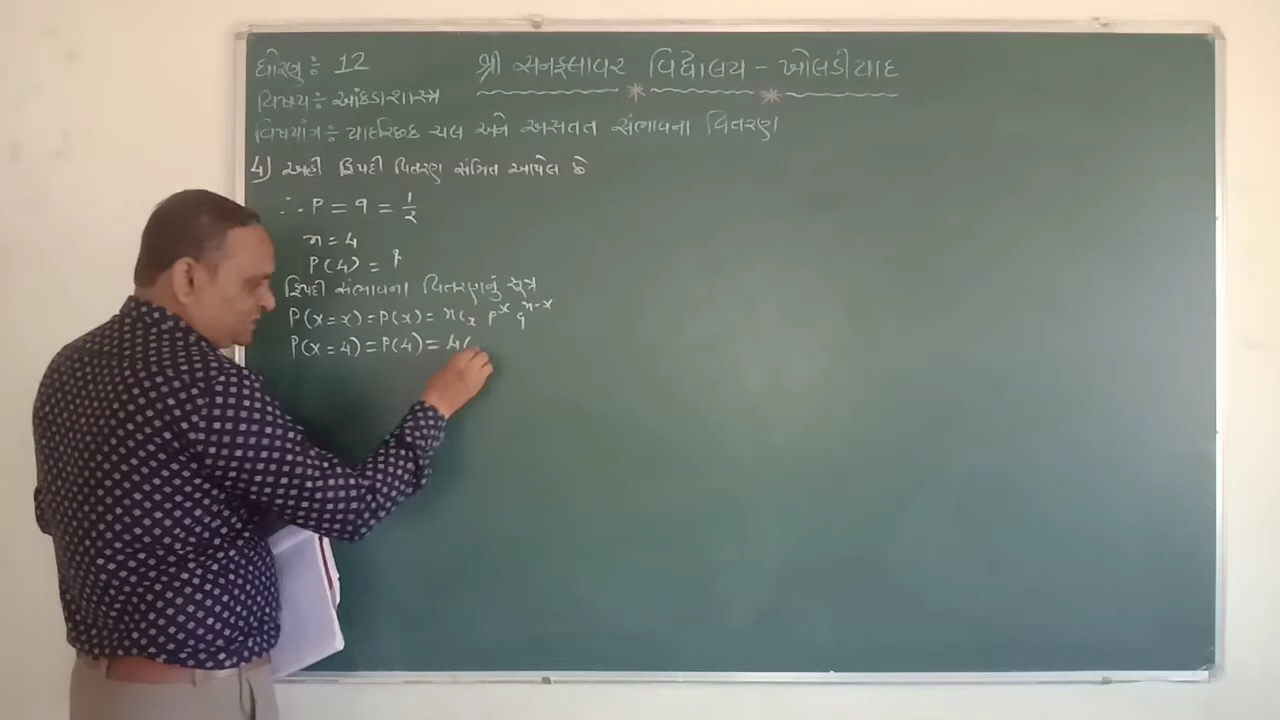 ધોરણ ÷ 12
શ્રી સનફ્લાવર વિદ્યાલય - ખોલડીયાદ
વિષય ÷ આંકડાશાસ્ત્ર
વિષયાંગ ÷ યાદચ્છિક ચલ અને અસતત સંભાવના વિતરણ
4) અહીં દ્વિપદી વિતરણ સંમિત આપેલ છે
∴ P = q = 1/2
n = 4
P(4) = ?
દ્વિપદી સંભાવના વિતરણનું સૂત્ર
P(X = x) = P(x) = nCx p^x q^n-x
P(X = 4) = P(4) = 4C